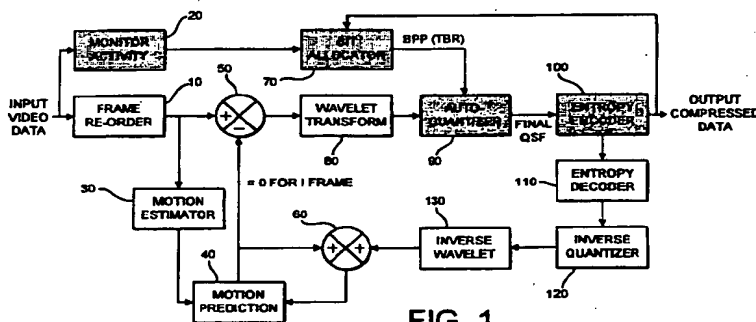 20
MONITOR
ACTIVITY
BIT
ALLOCATOR
70
BPP (TBR)
INPUT
VIDEO
DATA
10
FRAME
RE-ORDER
50
+
−
WAVELET
TRANSFORM
80
AUTO
QUANTIZER
90
FINAL
QSF
100
ENTROPY
ENCODER
OUTPUT
COMPRESSED
DATA
30
MOTION
ESTIMATOR
= 0 FOR I FRAME
110
ENTROPY
DECODER
60
+ +
130
INVERSE
WAVELET
INVERSE
QUANTIZER
120
40
MOTION
PREDICTION
FIG. 1